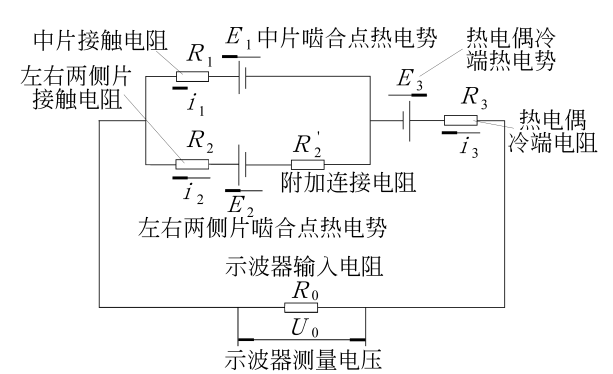 中片接触电阻
R1
E1 中片啮合点热电势
热电偶冷
端热电势
左右两侧片
接触电阻
i1
E3
R3
R2
R2'
i3
热电偶
冷端电阻
i2
E2
附加连接电阻
左右两侧片啮合点热电势
示波器输入电阻
R0
U0
示波器测量电压